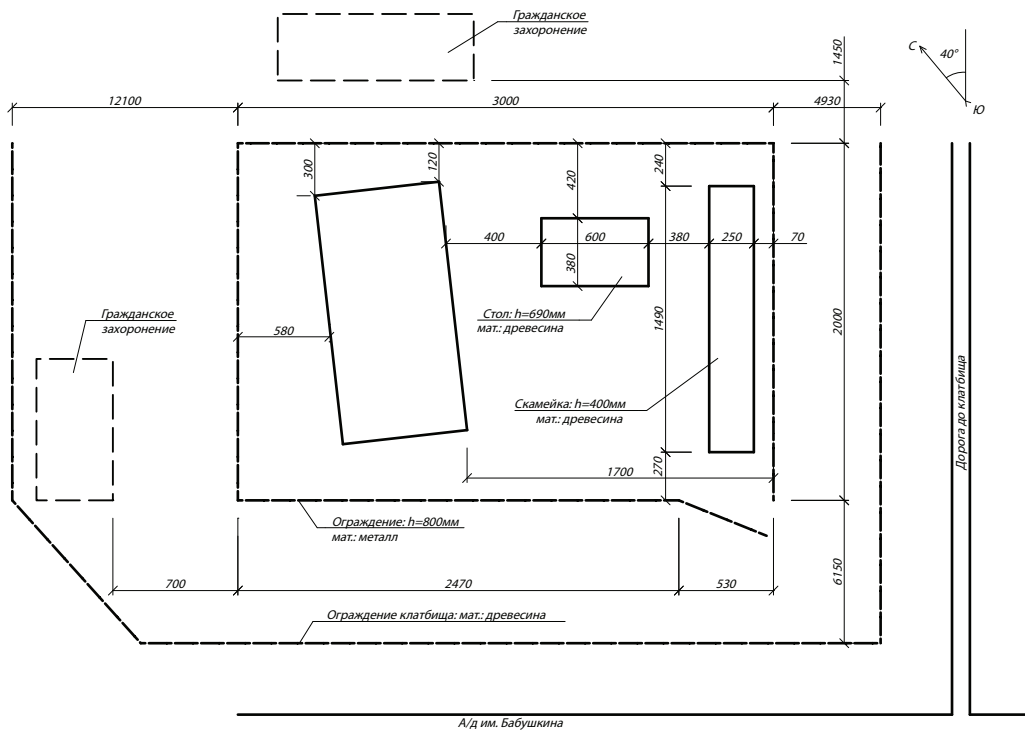 Гражданское
захоронение
1450
С
40°
Ю
12100
3000
4930
300
120
420
240
400
600
380
250
70
380
Стол: h=690мм
мат.: древесина
Гражданское
захоронение
580
1490
2000
Скамейка: h=400мм
мат.: древесина
Дорога до клатбища
270
1700
Ограждение: h=800мм
мат.: металл
700
2470
530
6150
Ограждение клатбища: мат.: древесина
А/д им. Бабушкина